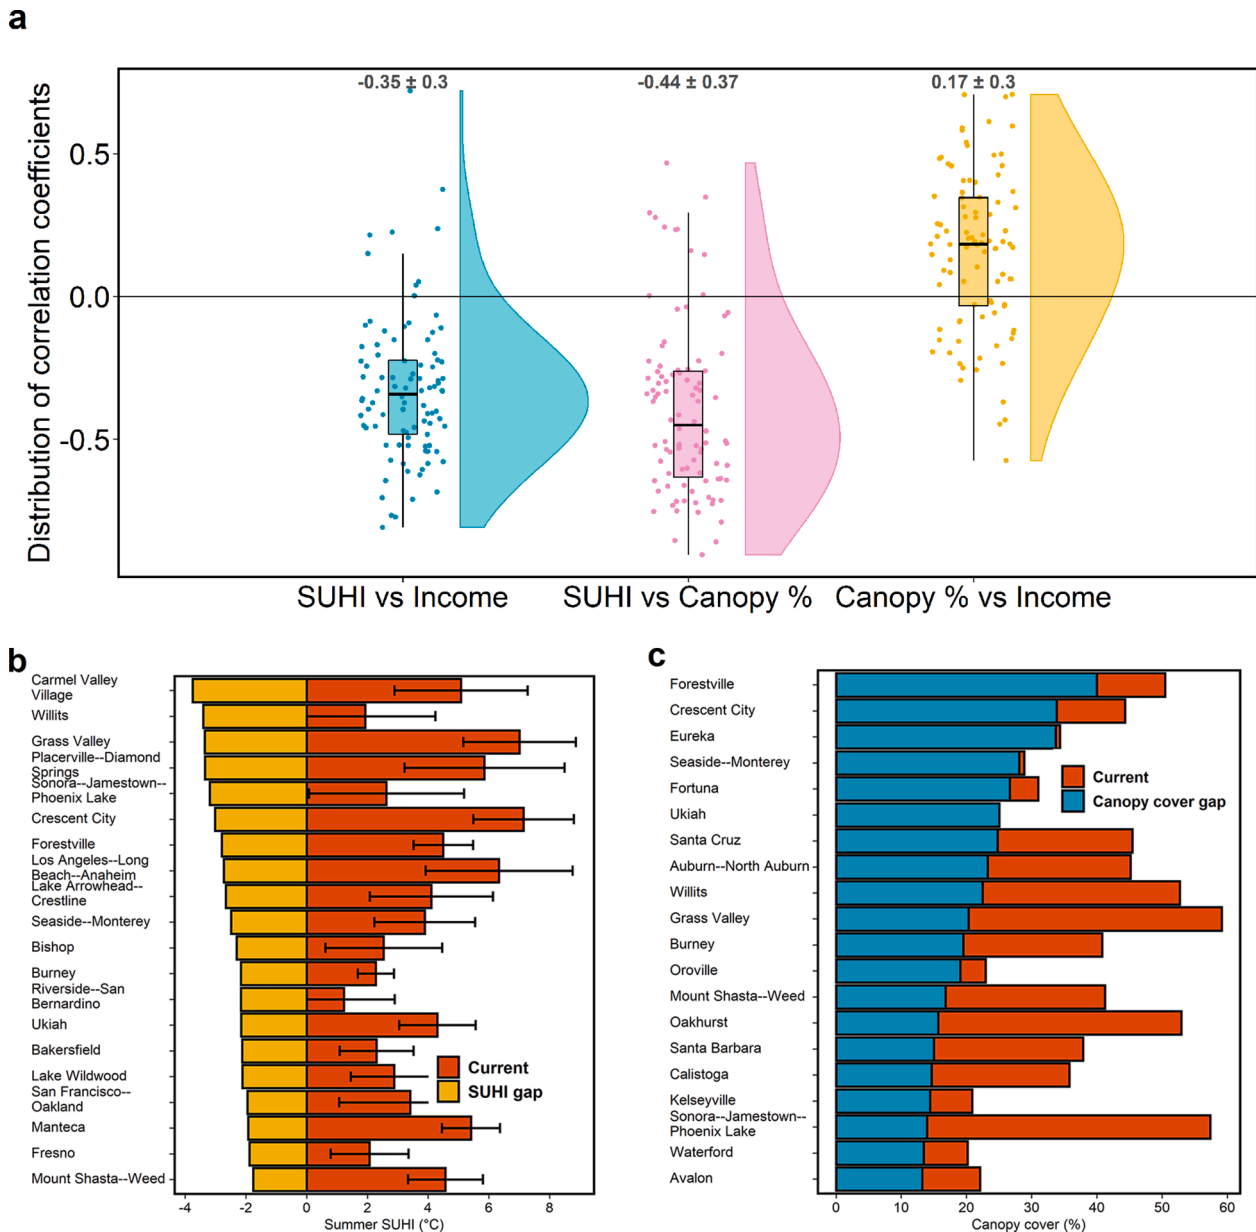 a
-0.35 ± 0.3
-0.44 ± 0.37
0.17 ± 0.3
Distribution of correlation coefficients
0.5
0.0
-0.5
SUHI vs Income
SUHI vs Canopy %
Canopy % vs Income
b
Carmel Valley
Village
Willits
Grass Valley
Placerville--Diamond
Springs
Sonora--Jamestown--
Phoenix Lake
Crescent City
Forestville
Los Angeles--Long
Beach--Anaheim
Lake Arrowhead--
Crestline
Seaside--Monterey
Bishop
Burney
Riverside--San
Bernardino
Ukiah
Bakersfield
Lake Wildwood
San Francisco--
Oakland
Manteca
Fresno
Mount Shasta--Weed
Current
SUHI gap
-4
-2
0
2
4
6
8
Summer SUHI (°C)
c
Forestville
Crescent City
Eureka
Seaside--Monterey
Fortuna
Ukiah
Santa Cruz
Auburn--North Auburn
Willits
Grass Valley
Burney
Oroville
Mount Shasta--Weed
Oakhurst
Santa Barbara
Calistoga
Kelseyville
Sonora--Jamestown--
Phoenix Lake
Waterford
Avalon
Current
Canopy cover gap
0
10
20
30
40
50
60
Canopy cover (%)